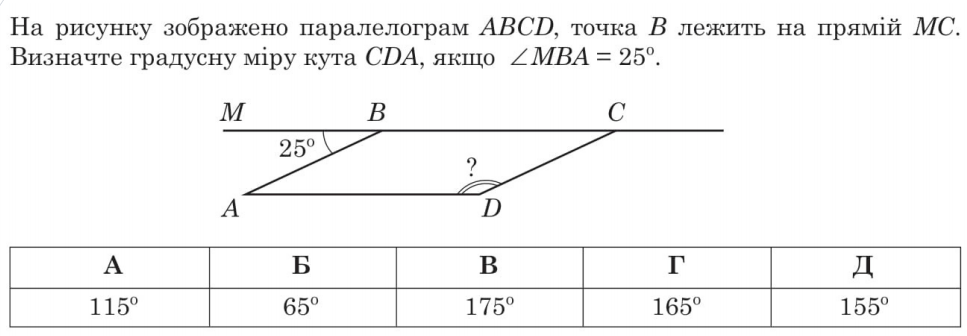 На рисунку зображено паралелограм ABCD, точка B лежить на прямій MC.
Визначте градусну міру кута CDA, якщо ∠MBA = 25°.
M B C
25°
?
A D
А Б В Г Д
115° 65° 175° 165° 155°